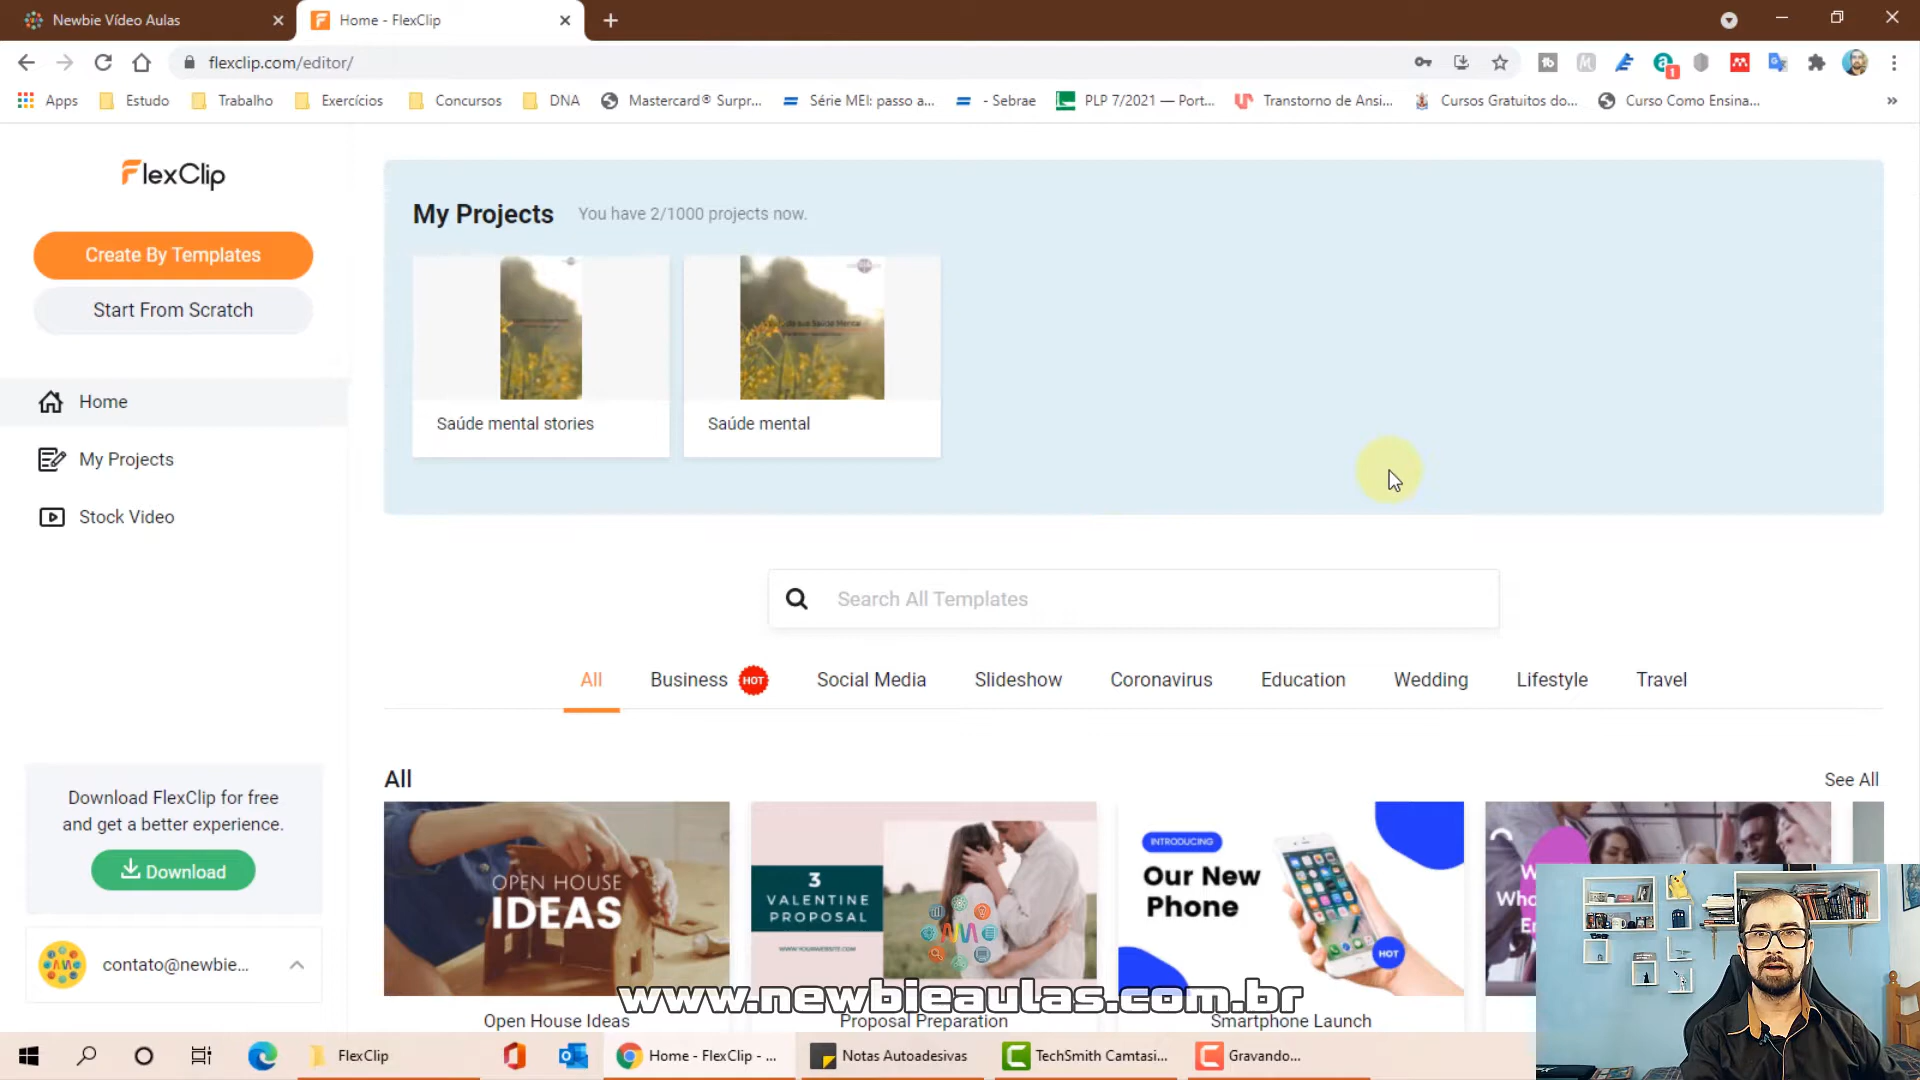 Newbie Vídeo Aulas
Home - FlexClip
flexclip.com/editor/
Apps
Estudo
Trabalho
Exercícios
Concursos
DNA
Mastercard® Surpr...
Série MEI: passo a...
- Sebrae
PLP 7/2021 — Port...
Transtorno de Ansi...
Cursos Gratuitos do...
Curso Como Ensina...
»
FlexClip
Create By Templates
Start From Scratch
Home
My Projects
Stock Video
My Projects
You have 2/1000 projects now.
Saúde mental stories
Saúde mental
Search All Templates
All
Business
HOT
Social Media
Slideshow
Coronavirus
Education
Wedding
Lifestyle
Travel
All
See All
OPEN HOUSE
IDEAS
3
VALENTINE
PROPOSAL
WWW.YOURWEBSITE.COM
INTRODUCING
Our New
Phone
HOT
Open House Ideas
Proposal Preparation
Smartphone Launch
www.newbieaulas.com.br
Download FlexClip for free
and get a better experience.
Download
contato@newbie...
FlexClip
Home - FlexClip - ...
Notas Autoadesivas
TechSmith Camtasi...
Gravando...